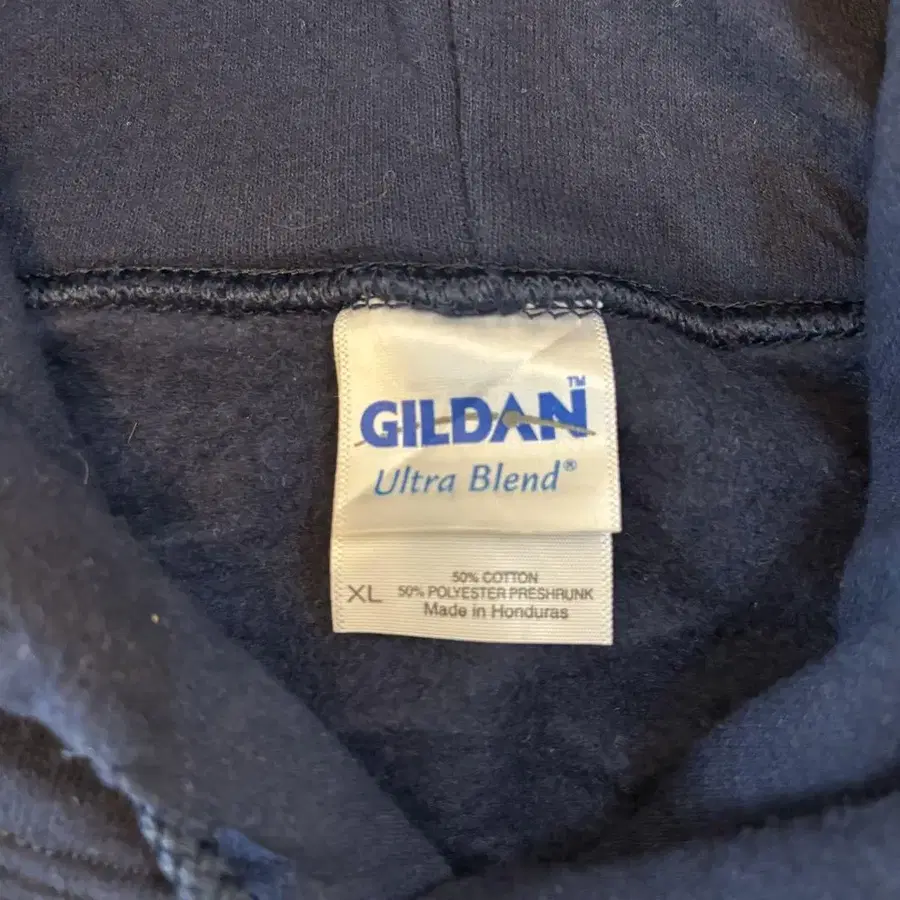 GILDAN™
Ultra Blend®
50% COTTON
XL 50% POLYESTER PRESHRUNK
Made in Honduras